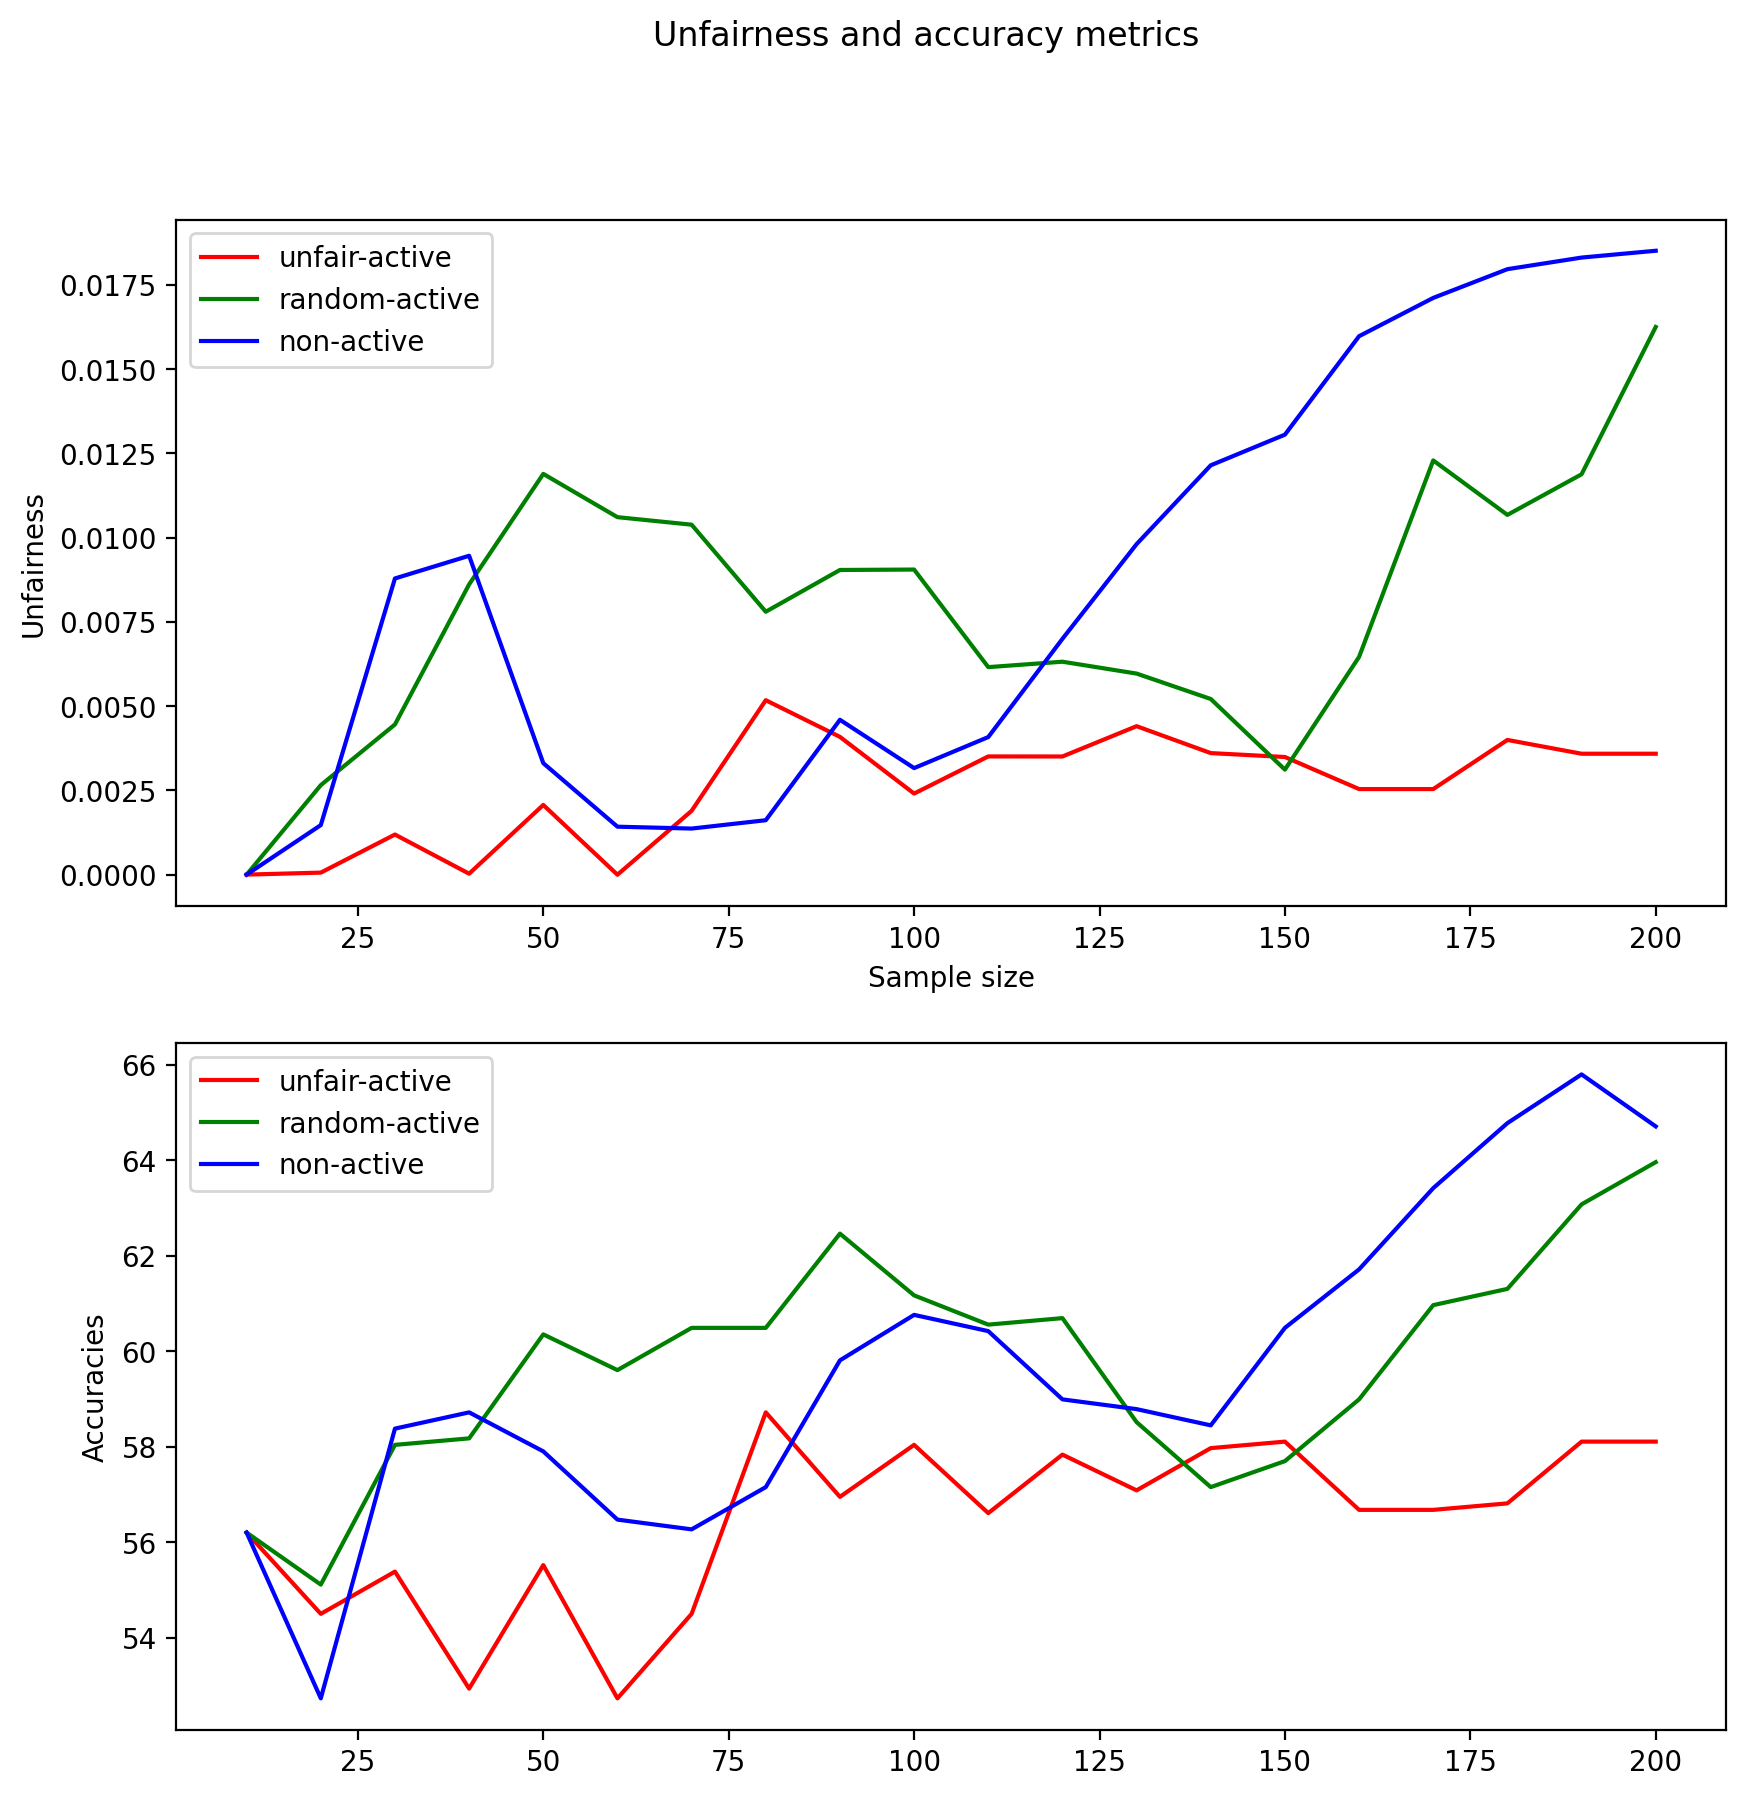 Unfairness and accuracy metrics
unfair-active
random-active
non-active
0.0175
0.0150
0.0125
0.0100
0.0075
0.0050
0.0025
0.0000
Unfairness
25 50 75 100 125 150 175 200
Sample size
unfair-active
random-active
non-active
66
64
62
60
58
56
54
Accuracies
25 50 75 100 125 150 175 200